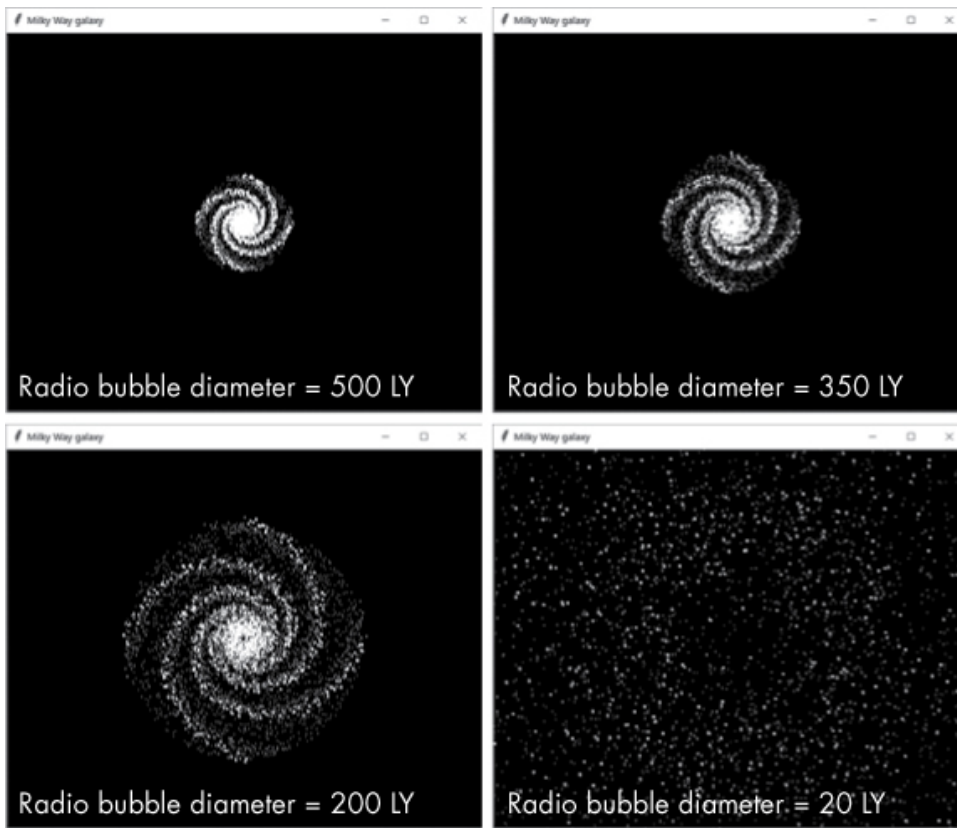 Milky Way galaxy
Milky Way galaxy
Radio bubble diameter = 500 LY
Radio bubble diameter = 350 LY
Milky Way galaxy
Milky Way galaxy
Radio bubble diameter = 200 LY
Radio bubble diameter = 20 LY